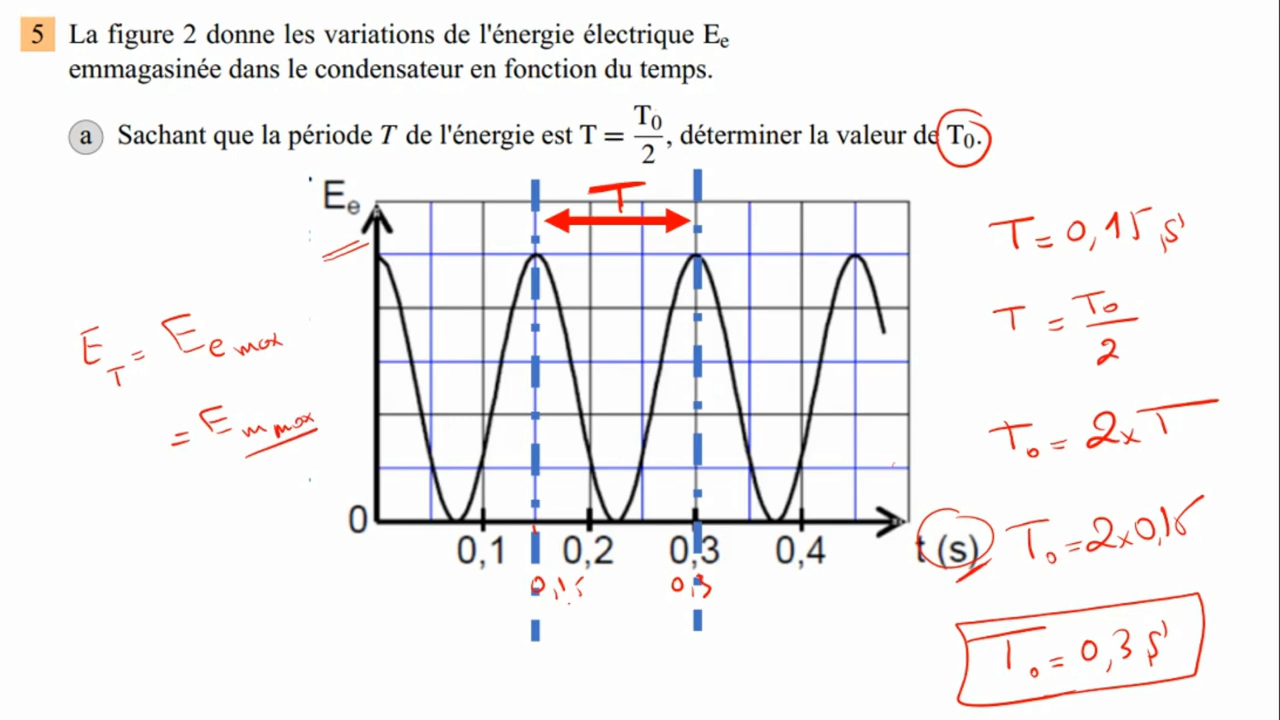 5 La figure 2 donne les variations de l'énergie électrique Ee
emmagasinée dans le condensateur en fonction du temps.
a Sachant que la période T de l'énergie est T = T0/2, déterminer la valeur de T0.
Ee
T
T = 0,15 s
T = T0/2
ET = Ee max
= Em max
T0 = 2 x T
0
0,1 0,2 0,3 0,4 t (s)
T0 = 2 x 0,15
0,15 0,3
T0 = 0,3 s